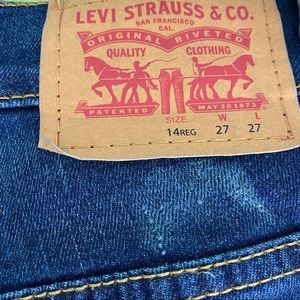 LEVI STRAUSS & CO.
SAN FRANCISCO
CAL.
ORIGINAL RIVETED
QUALITY CLOTHING
PATENTED MAY 20 1873
SIZE W L
14REG 27 27